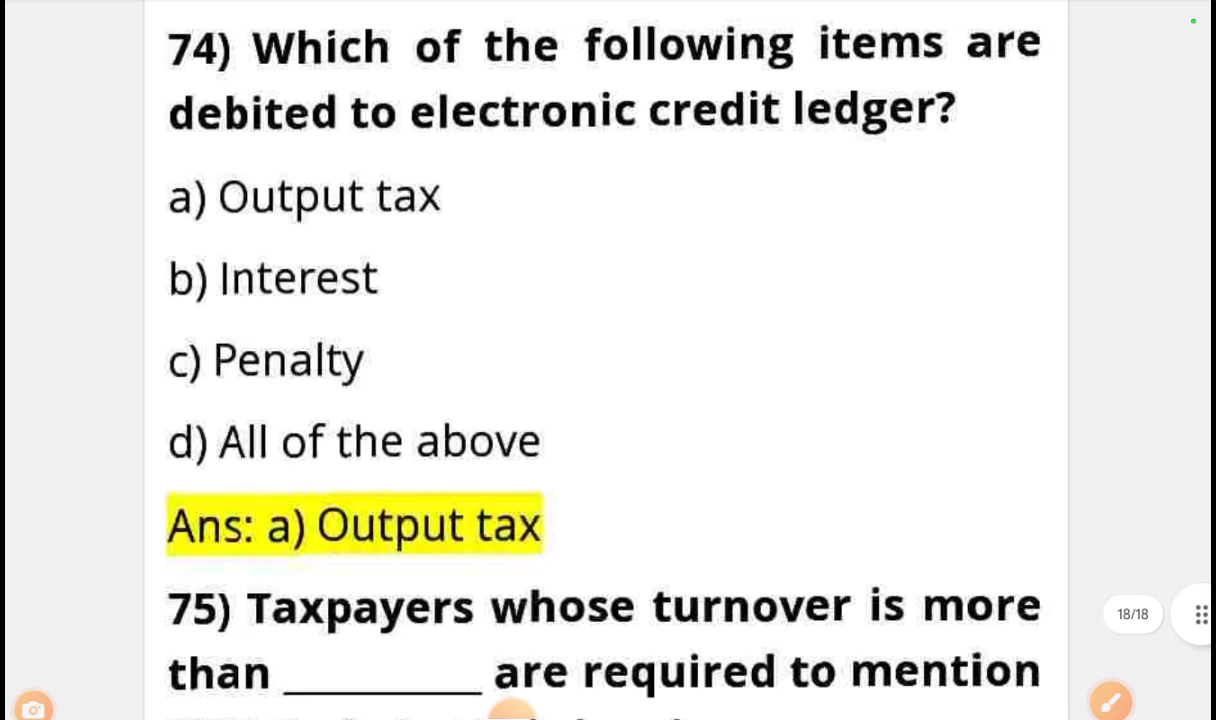 74) Which of the following items are
debited to electronic credit ledger?
a) Output tax
b) Interest
c) Penalty
d) All of the above
Ans: a) Output tax
75) Taxpayers whose turnover is more
than _________ are required to mention
18/18